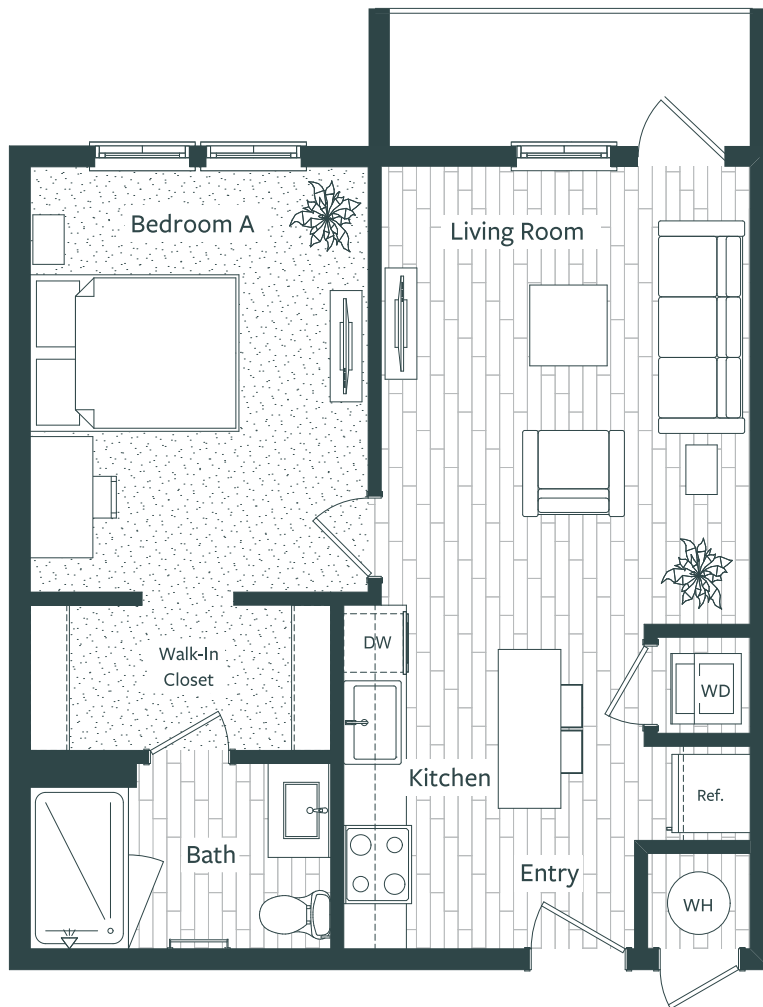 Bedroom A
Living Room
Walk-In
Closet
DW
WD
Kitchen
Ref.
Bath
Entry
WH